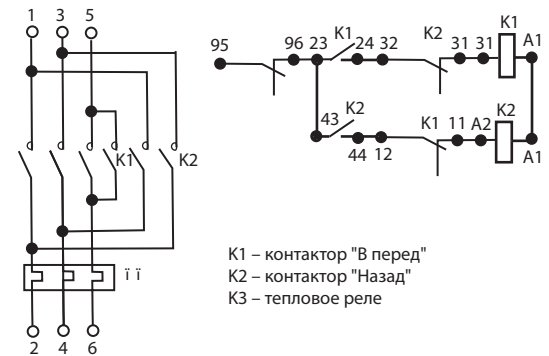 1 3 5
K1 K2
ї ї
2 4 6
95 96 23 K1 24 32 K2 31 31 K1 A1
43 K2 44 12 K1 11 A2 K2 A1
K1 – контактор "В перед"
K2 – контактор "Назад"
K3 – тепловое реле